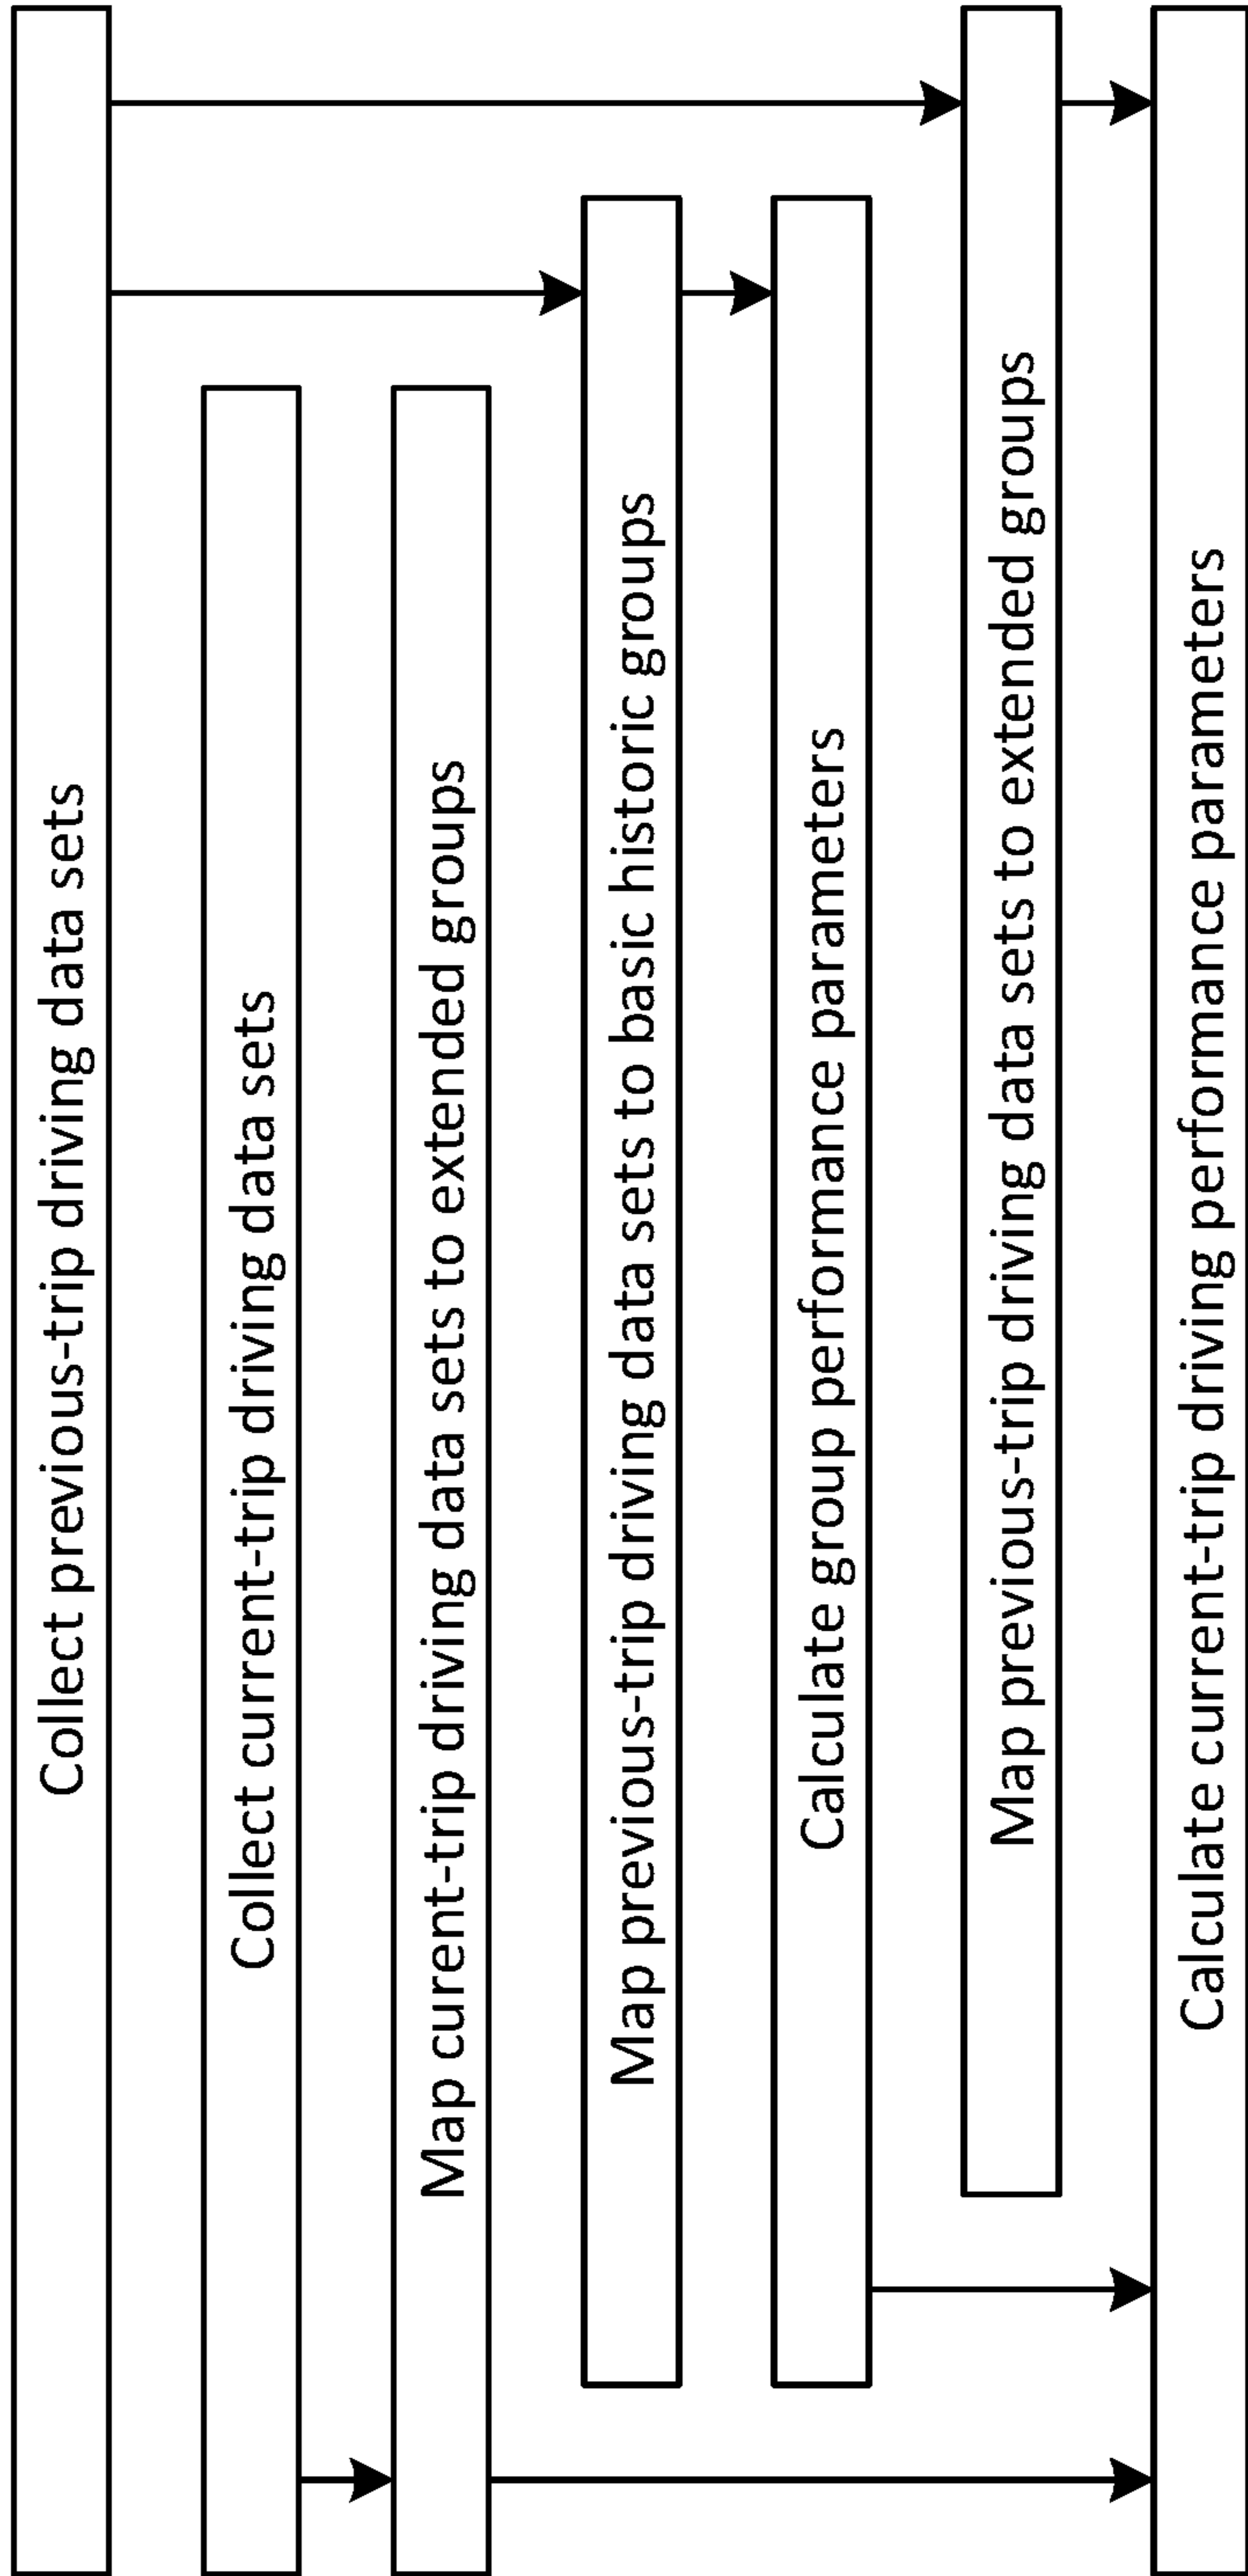 Collect previous-trip driving data sets
Collect current-trip driving data sets
Map curent-trip driving data sets to extended groups
Map previous-trip driving data sets to basic historic groups
Calculate group performance parameters
Map previous-trip driving data sets to extended groups
Calculate current-trip driving performance parameters